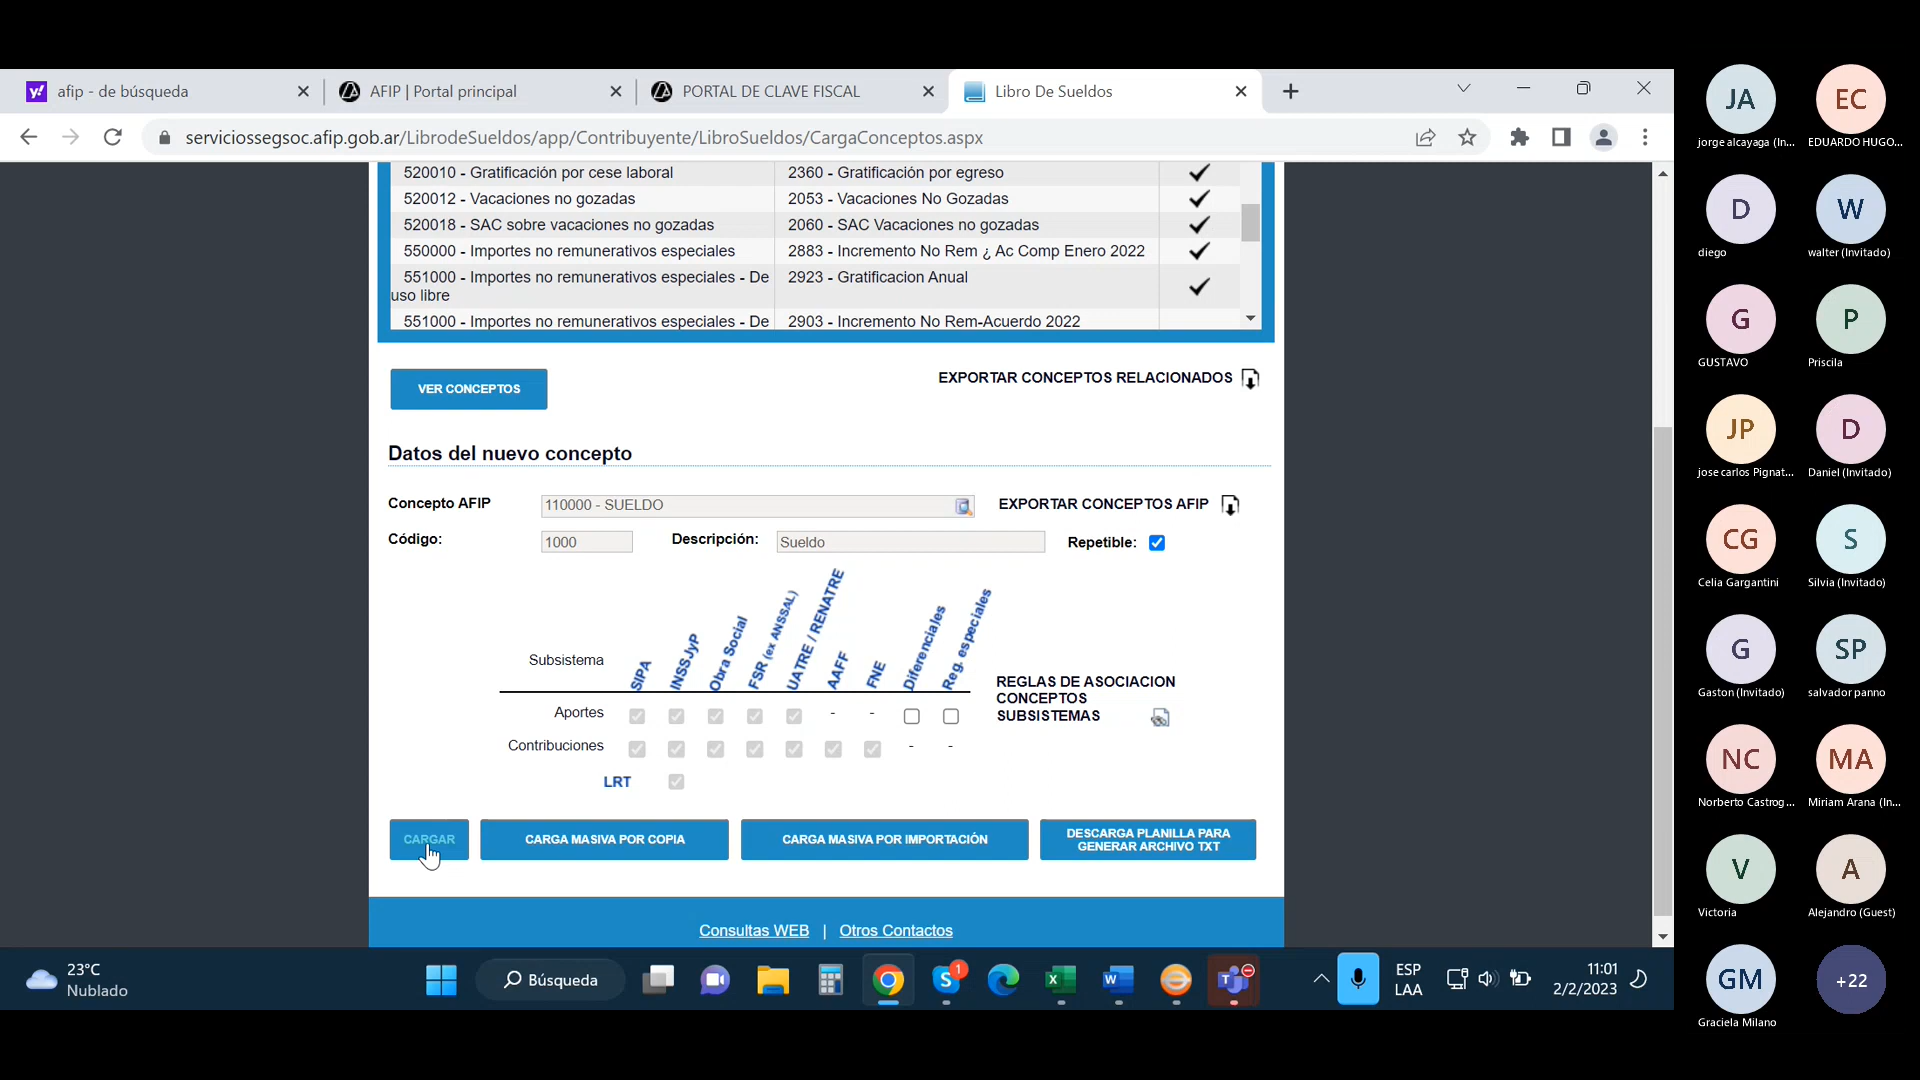 afip - de búsqueda
AFIP | Portal principal
PORTAL DE CLAVE FISCAL
Libro De Sueldos
serviciossegsoc.afip.gob.ar/LibrodeSueldos/app/Contribuyente/LibroSueldos/CargaConceptos.aspx
520010 - Gratificación por cese laboral 2360 - Gratificación por egreso
520012 - Vacaciones no gozadas 2053 - Vacaciones No Gozadas
520018 - SAC sobre vacaciones no gozadas 2060 - SAC Vacaciones no gozadas
550000 - Importes no remunerativos especiales 2883 - Incremento No Rem ¿ Ac Comp Enero 2022
551000 - Importes no remunerativos especiales - De 2923 - Gratificacion Anual
uso libre
551000 - Importes no remunerativos especiales - De 2903 - Incremento No Rem-Acuerdo 2022
VER CONCEPTOS
EXPORTAR CONCEPTOS RELACIONADOS
Datos del nuevo concepto
Concepto AFIP 110000 - SUELDO EXPORTAR CONCEPTOS AFIP
Código: 1000 Descripción: Sueldo Repetible:
Subsistema SIPA INSSJyP Obra Social FSR (ex ANSSAL) UATRE / RENATRE AAFF FNE Diferenciales Reg. especiales
Aportes - -
Contribuciones - -
LRT
REGLAS DE ASOCIACION
CONCEPTOS
SUBSISTEMAS
CARGAR
CARGA MASIVA POR COPIA
CARGA MASIVA POR IMPORTACIÓN
DESCARGA PLANILLA PARA
GENERAR ARCHIVO TXT
Consultas WEB | Otros Contactos
23°C
Nublado
Búsqueda
1
ESP
LAA
11:01
2/2/2023
JA
jorge alcayaga (In...
EC
EDUARDO HUGO...
D
diego
W
walter (Invitado)
G
GUSTAVO
P
Priscila
JP
jose carlos Pignat...
D
Daniel (Invitado)
CG
Celia Gargantini
S
Silvia (Invitado)
G
Gaston (Invitado)
SP
salvador panno
NC
Norberto Castrog...
MA
Miriam Arana (In...
V
Victoria
A
Alejandro (Guest)
GM
Graciela Milano
+22